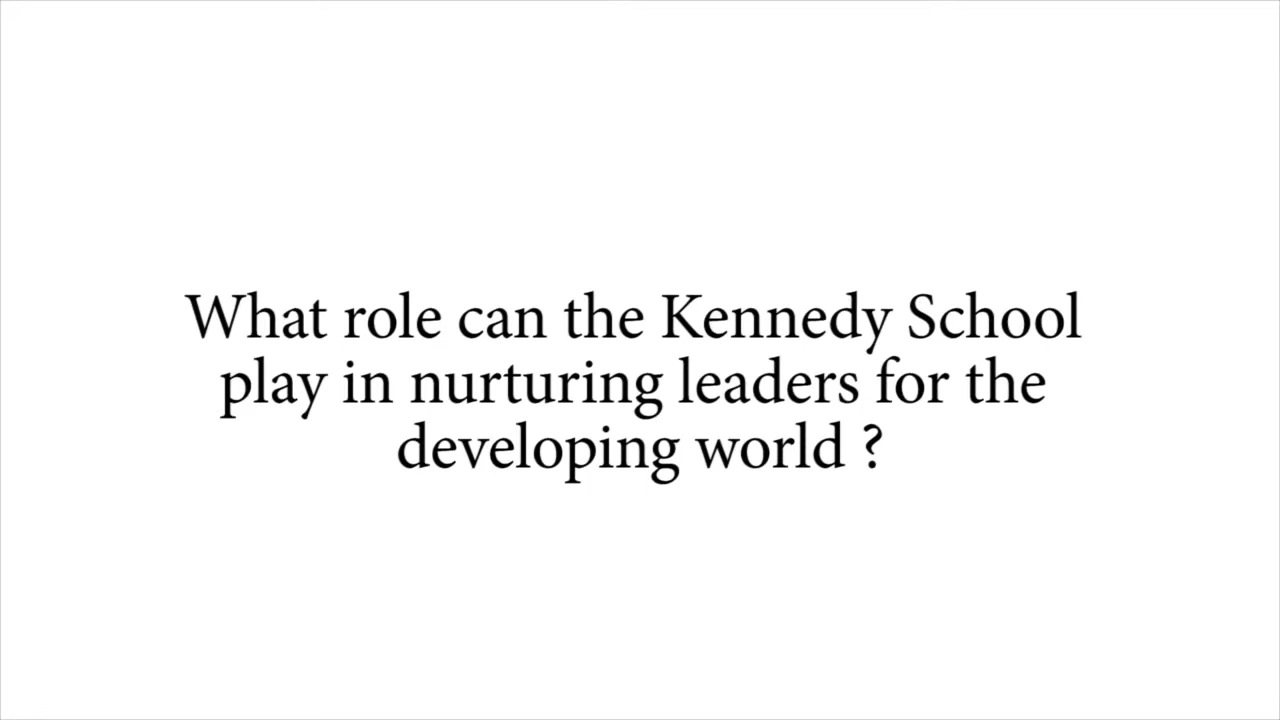 What role can the Kennedy School
play in nurturing leaders for the
developing world ?